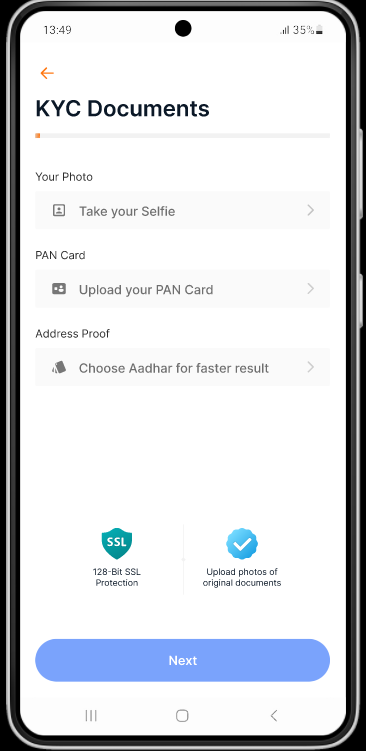 13:49
35%
KYC Documents
Your Photo
Take your Selfie
PAN Card
Upload your PAN Card
Address Proof
Choose Aadhar for faster result
SSL
128-Bit SSL
Protection
Upload photos of
original documents
Next